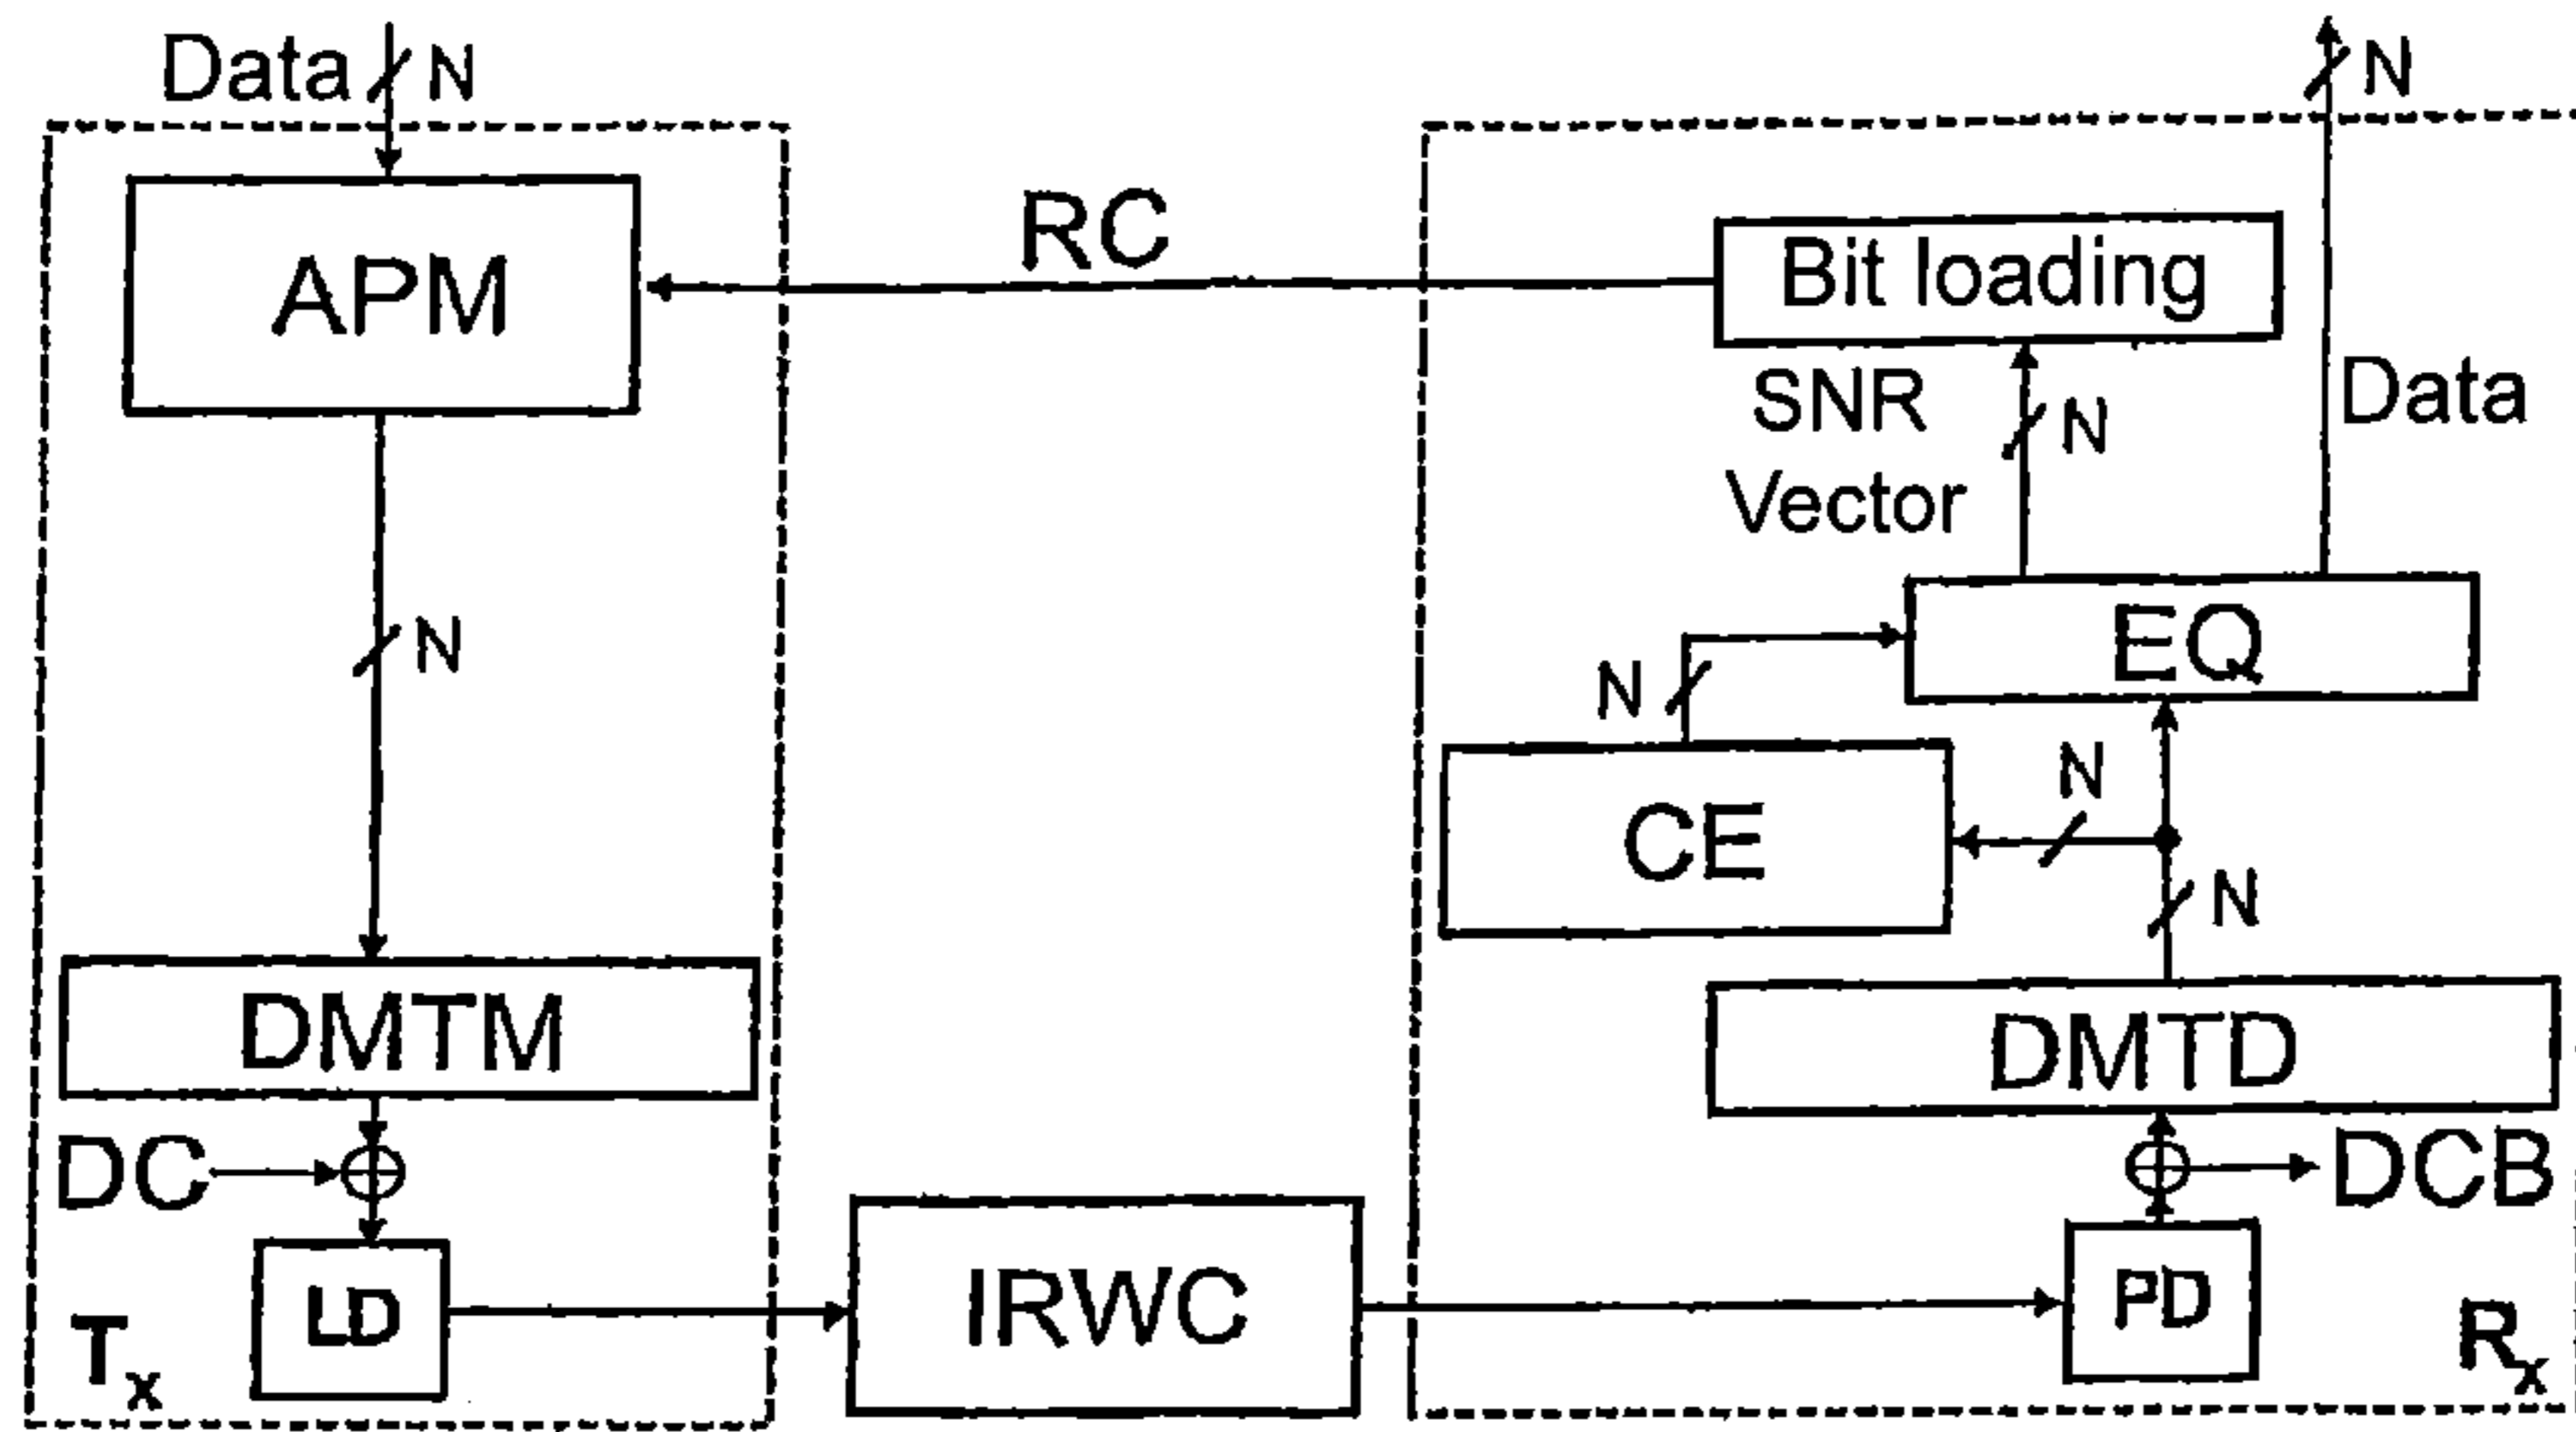 Data N
N
RC
APM
Bit loading
SNR
N
Data
Vector
N
EQ
N
N
CE
N
DMTM
DMTD
DC
DCB
IRWC
LD
PD
Tx
Rx